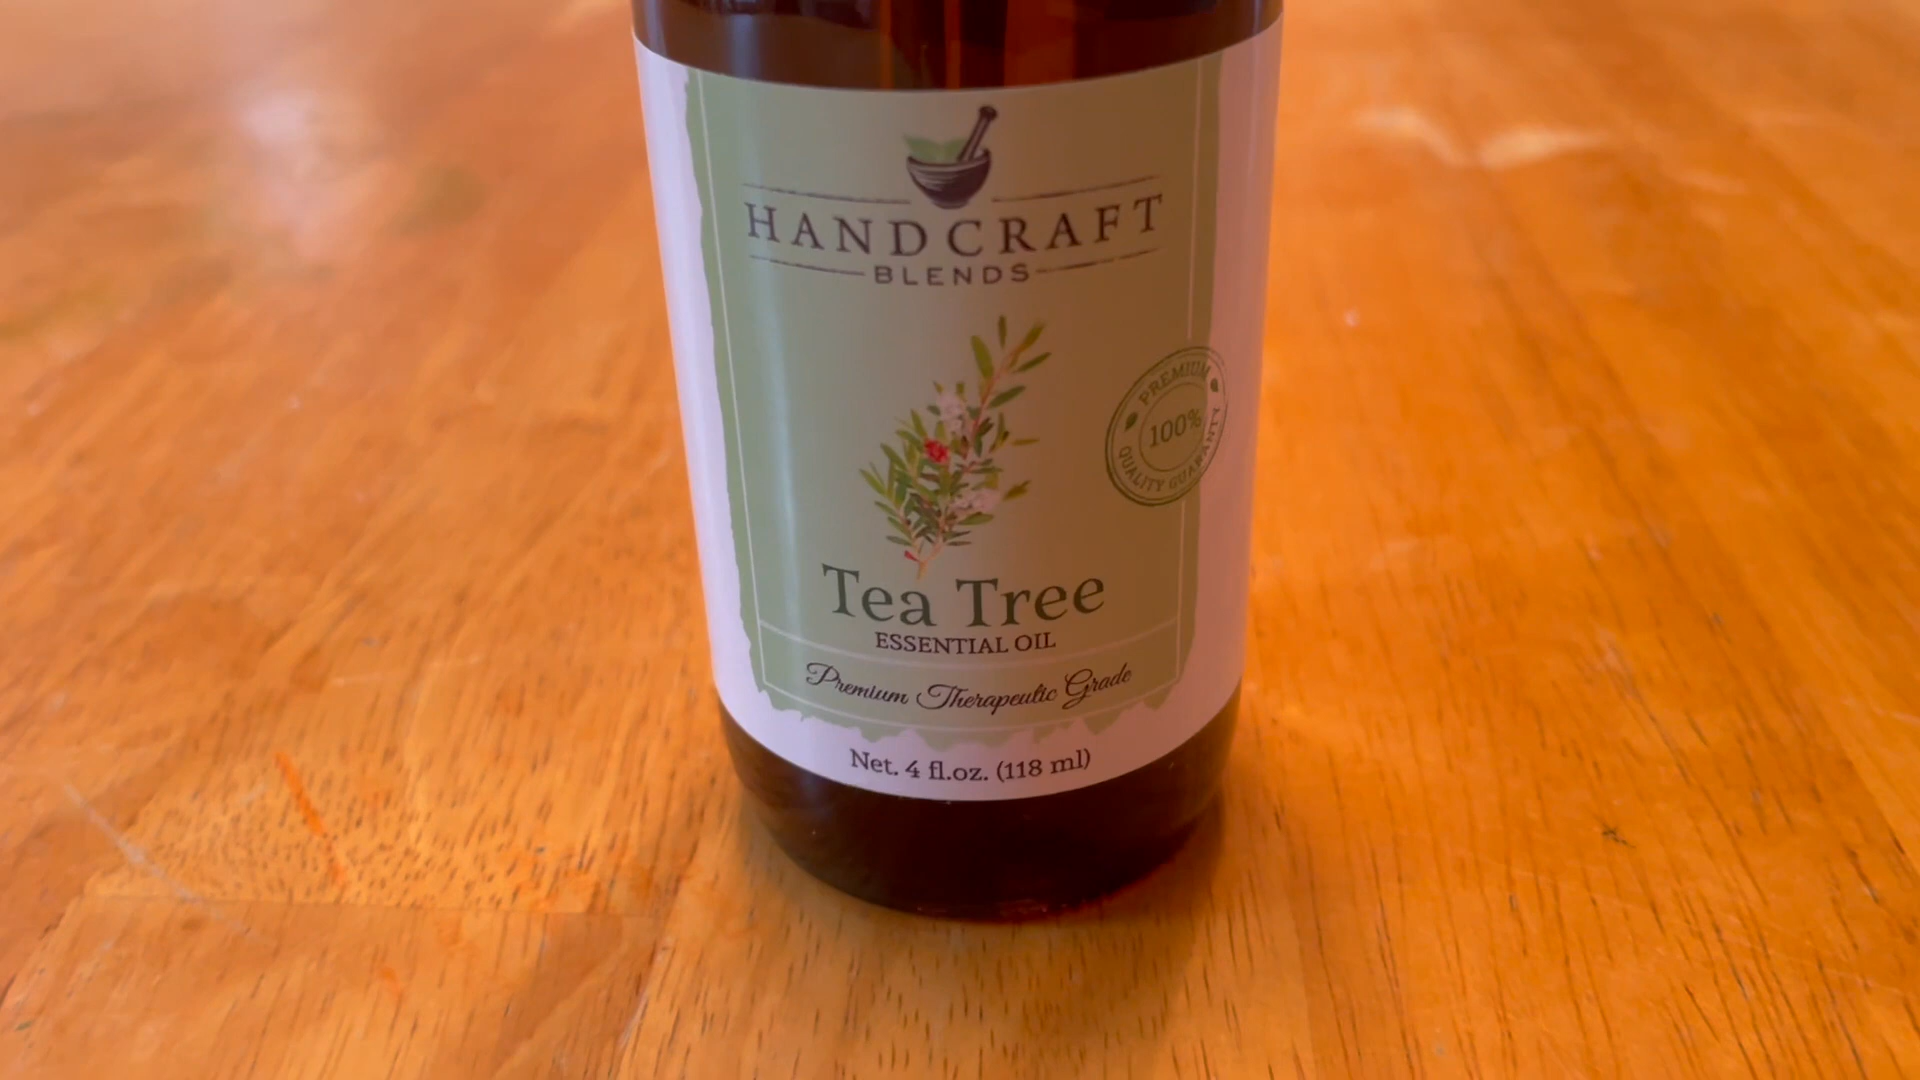 HANDCRAFT
BLENDS
PREMIUM
100%
QUALITY GUARANTY
Tea Tree
ESSENTIAL OIL
Premium Therapeutic Grade
Net. 4 fl.oz. (118 ml)